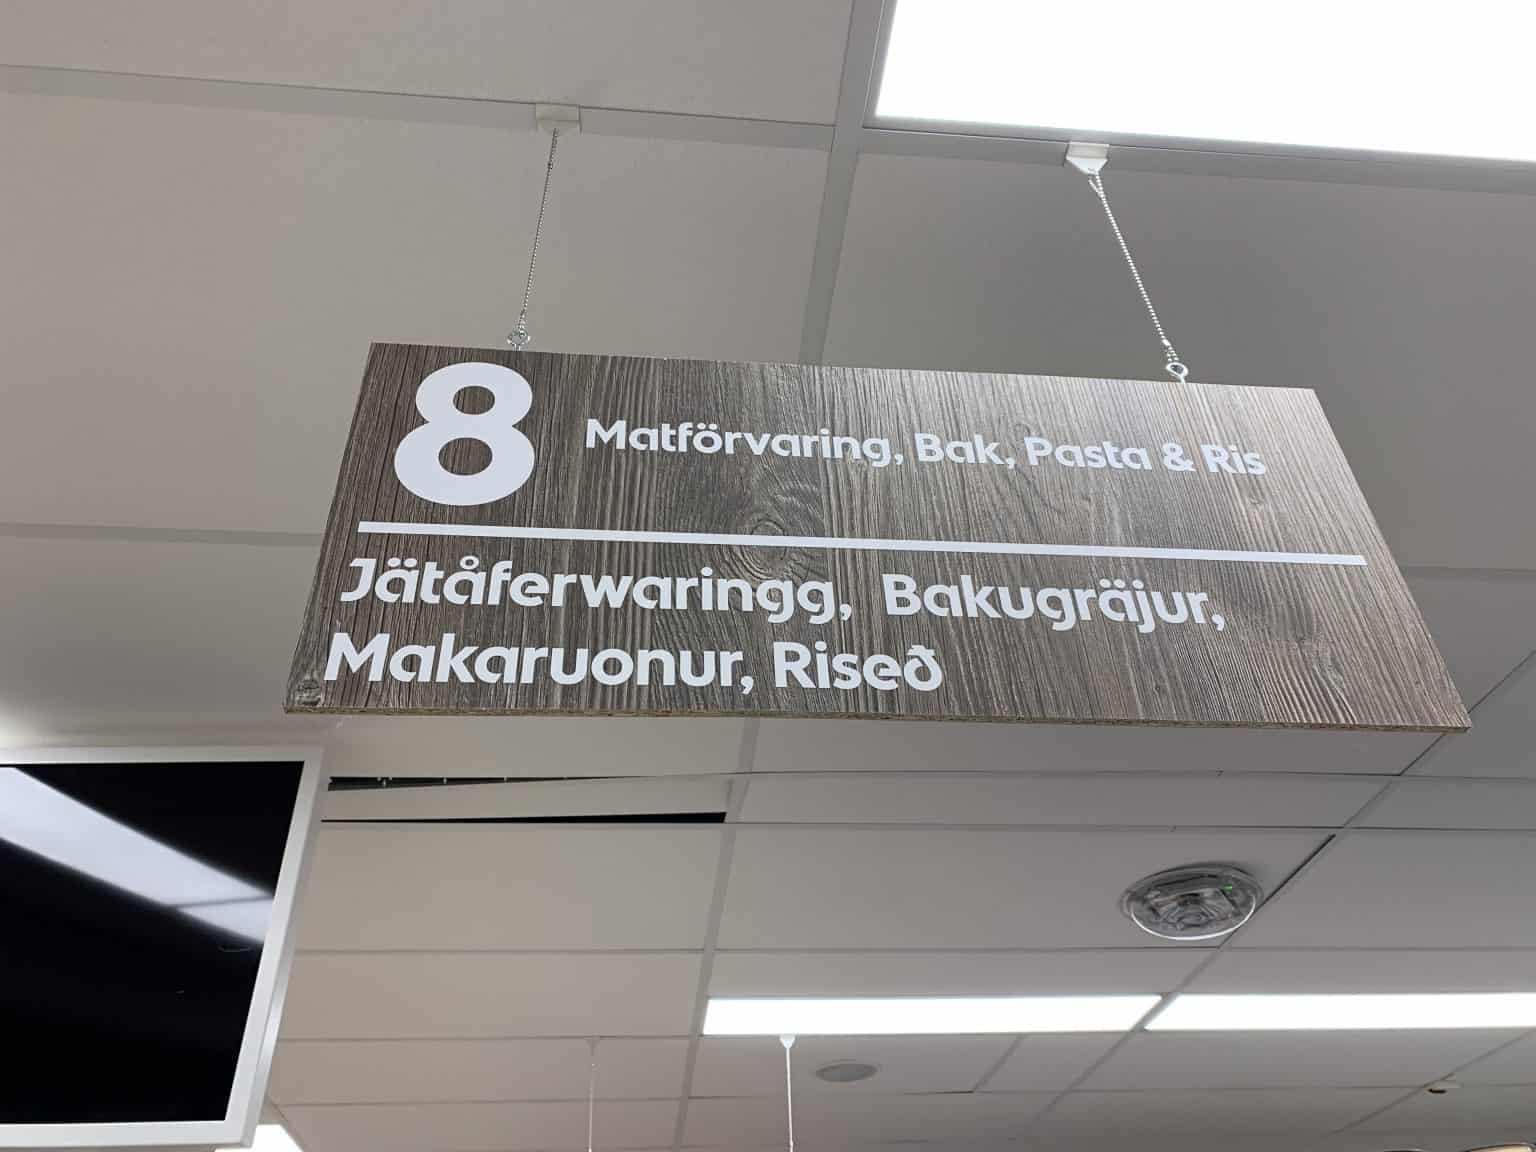 8 Matförvaring, Bak, Pasta & Ris
Jätåferwaringg, Bakugräjur,
Makaruonur, Riseð